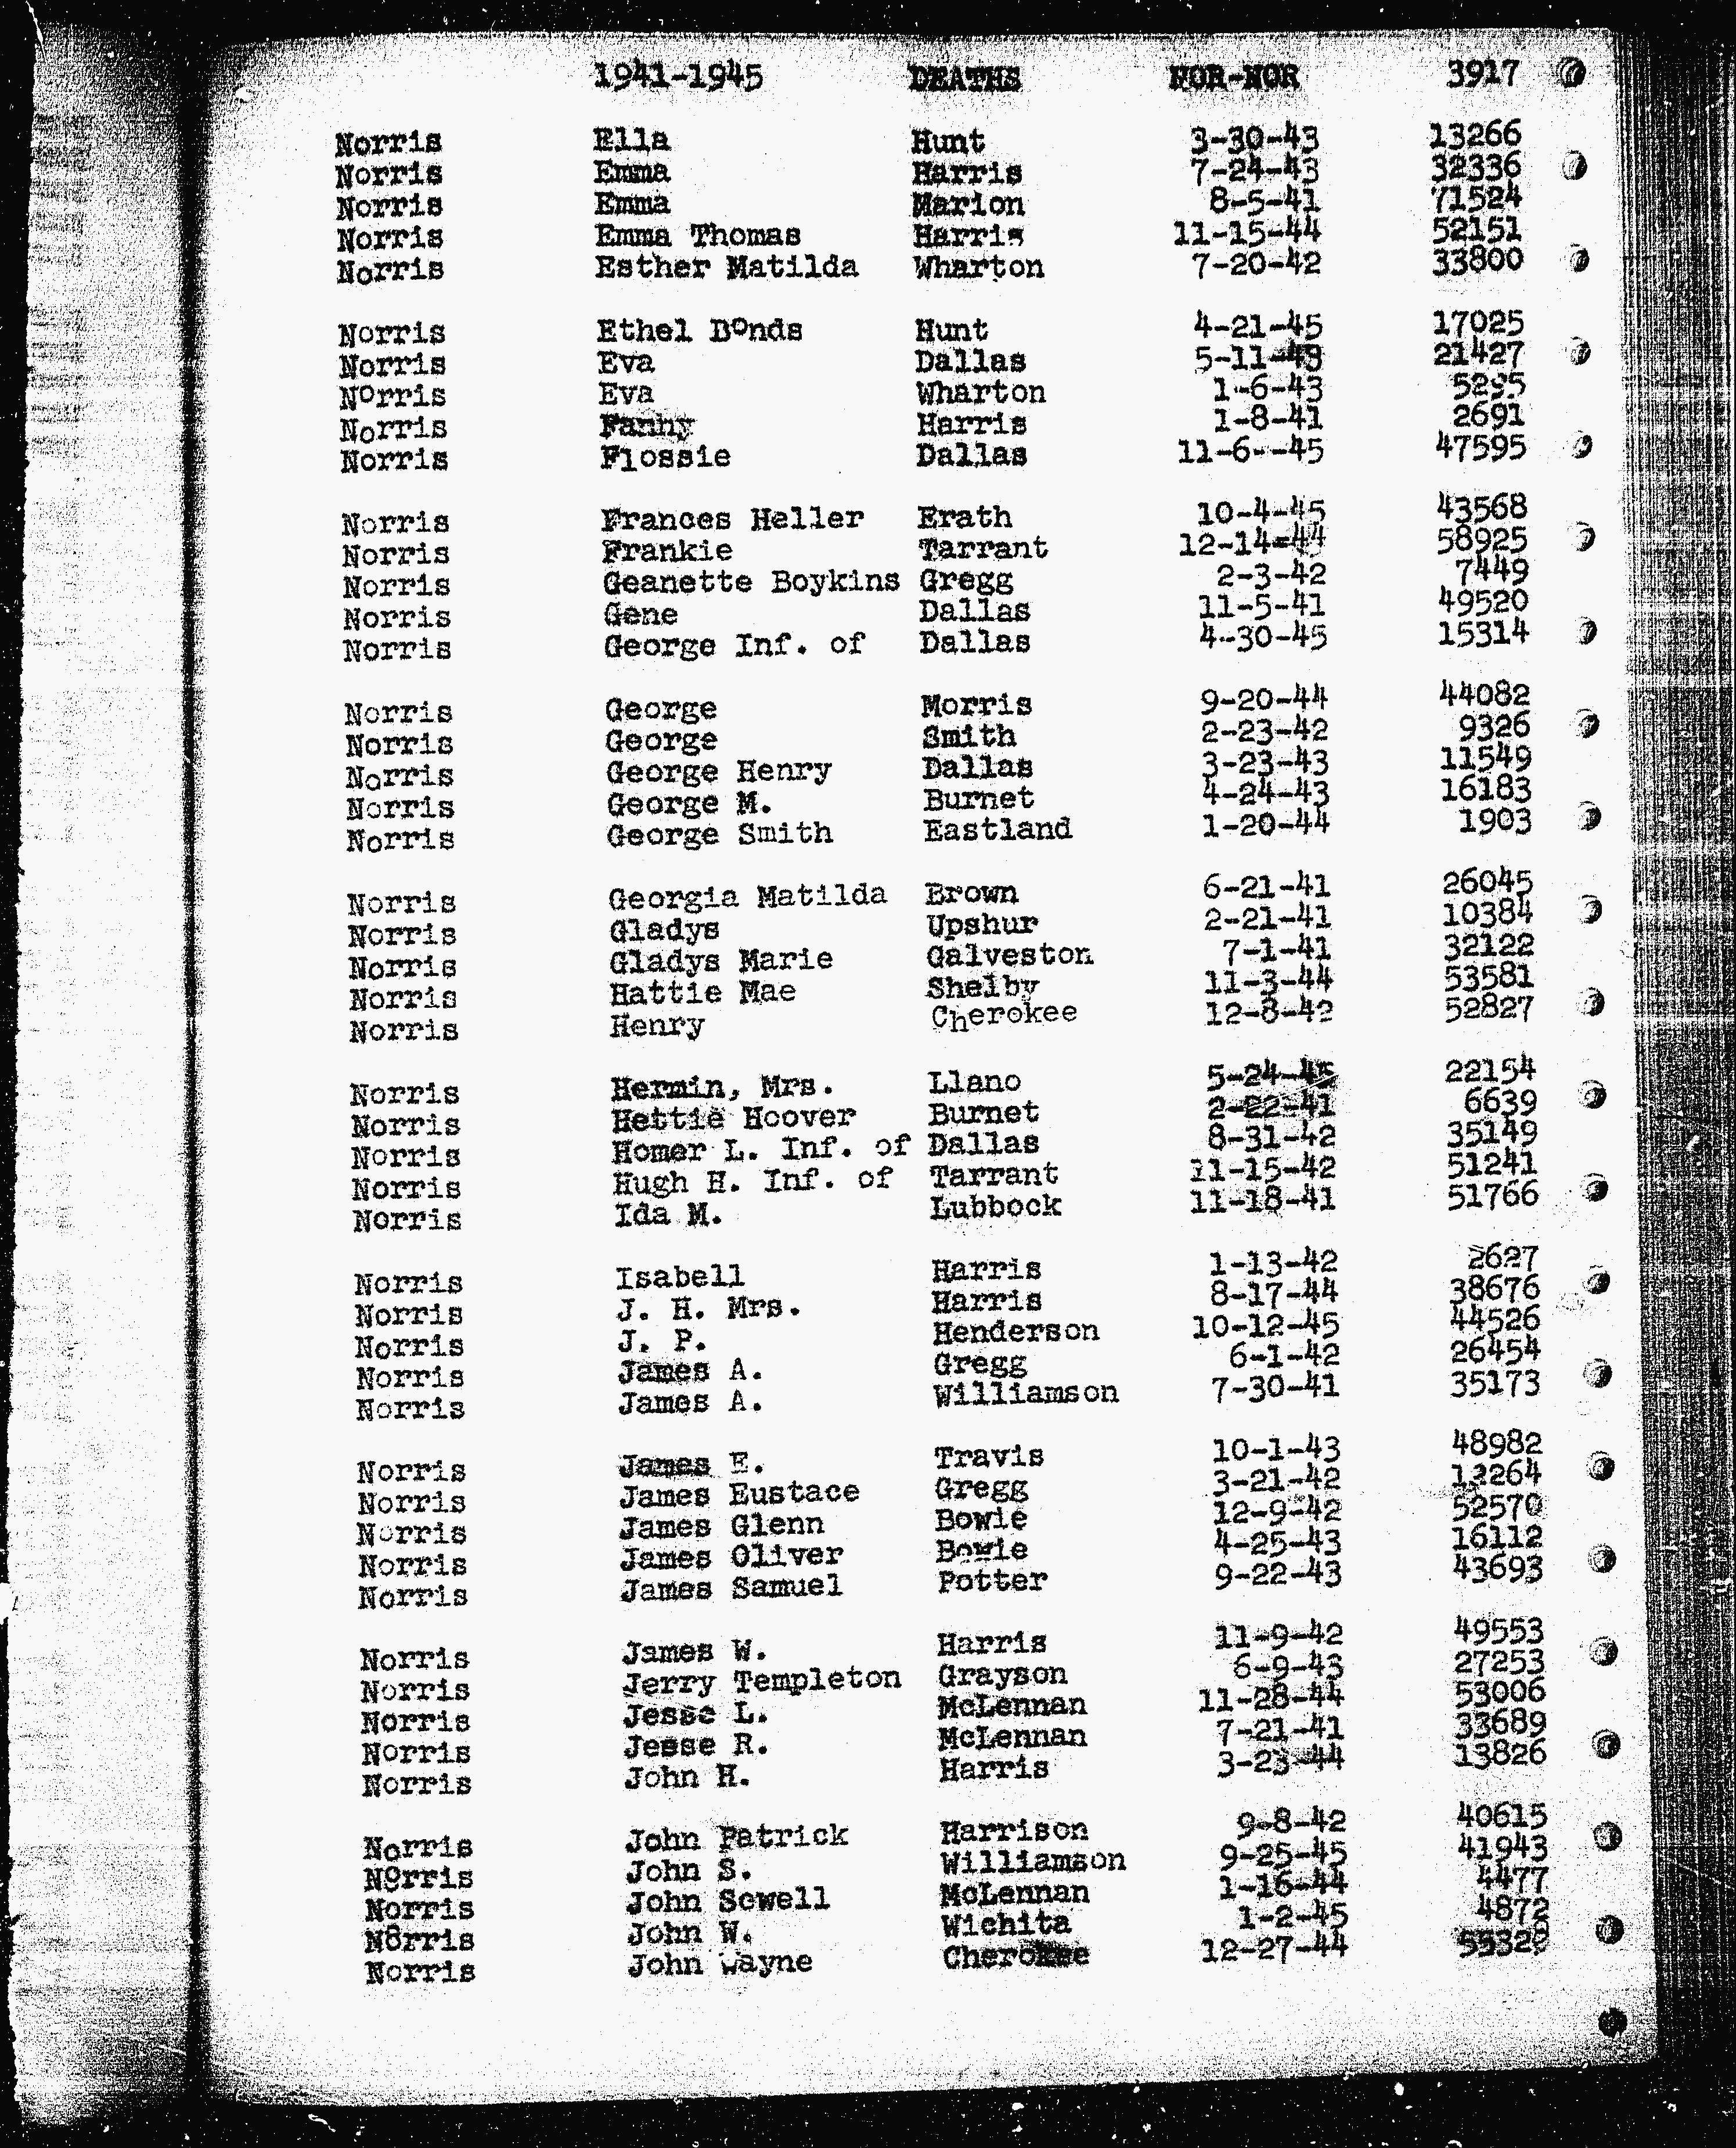 1941-1945 DEATHS NOR-NOR 3917
Norris Ella Hunt 3-30-43 13266
Norris Emma Harris 7-24-43 32336
Norris Emma Marion 8-5-41 71524
Norris Emma Thomas Harris 11-15-44 52151
Norris Esther Matilda Wharton 7-20-42 33800
Norris Ethel Bonds Hunt 4-21-45 17025
Norris Eva Dallas 21427
Norris Eva Wharton 1-6-43 5295
Norris Fanny Harris 1-8-41 2691
Norris Flossie Dallas 11-6--45 47595
Norris Frances Heller Erath 10-4-45 43568
Norris Frankie Tarrant 12-14-44 58925
Norris Geanette Boykins Gregg 2-3-42 7449
Norris Gene Dallas 11-5-41 49520
Norris George Inf. of Dallas 4-30-45 15314
Norris George Morris 9-20-44 44082
Norris George Smith 2-23-42 9326
Norris George Henry Dallas 3-23-43 11549
Norris George M. Burnet 4-24-43 16183
Norris George Smith Eastland 1-20-44 1903
Norris Georgia Matilda Brown 6-21-41 26045
Norris Gladys Upshur 2-21-41 10384
Norris Gladys Marie Galveston 7-1-41 32122
Norris Hattie Mae Shelby 11-3-44 53581
Norris Henry Cherokee 12-8-42 52827
Norris Hermin, Mrs. Llano 5-24-45 22154
Norris Hettie Hoover Burnet 2-22-41 6639
Norris Homer L. Inf. of Dallas 8-31-42 35149
Norris Hugh H. Inf. of Tarrant 11-15-42 51241
Norris Ida M. Lubbock 11-18-41 51766
Norris Isabell Harris 1-13-42 2627
Norris J. H. Mrs. Harris 8-17-44 38676
Norris J. P. Henderson 10-12-45 44526
Norris James A. Gregg 6-1-42 26454
Norris James A. Williamson 7-30-41 35173
Norris James E. Travis 10-1-43 48982
Norris James Eustace Gregg 3-21-42 12264
Norris James Glenn Bowie 12-9-42 52570
Norris James Oliver Bowie 4-25-43 16112
Norris James Samuel Potter 9-22-43 43693
Norris James W. Harris 11-9-42 49553
Norris Jerry Templeton Grayson 6-9-43 27253
Norris Jesse L. McLennan 11-28-44 53006
Norris Jesse R. McLennan 7-21-41 33689
Norris John H. Harris 3-23-44 13826
Norris John Patrick Harrison 9-8-42 40615
Norris John S. Williamson 9-25-45 41943
Norris John Sewell McLennan 1-16-44 4477
Norris John W. Wichita 1-2-45 4872
Norris John Wayne Cherokee 12-27-44